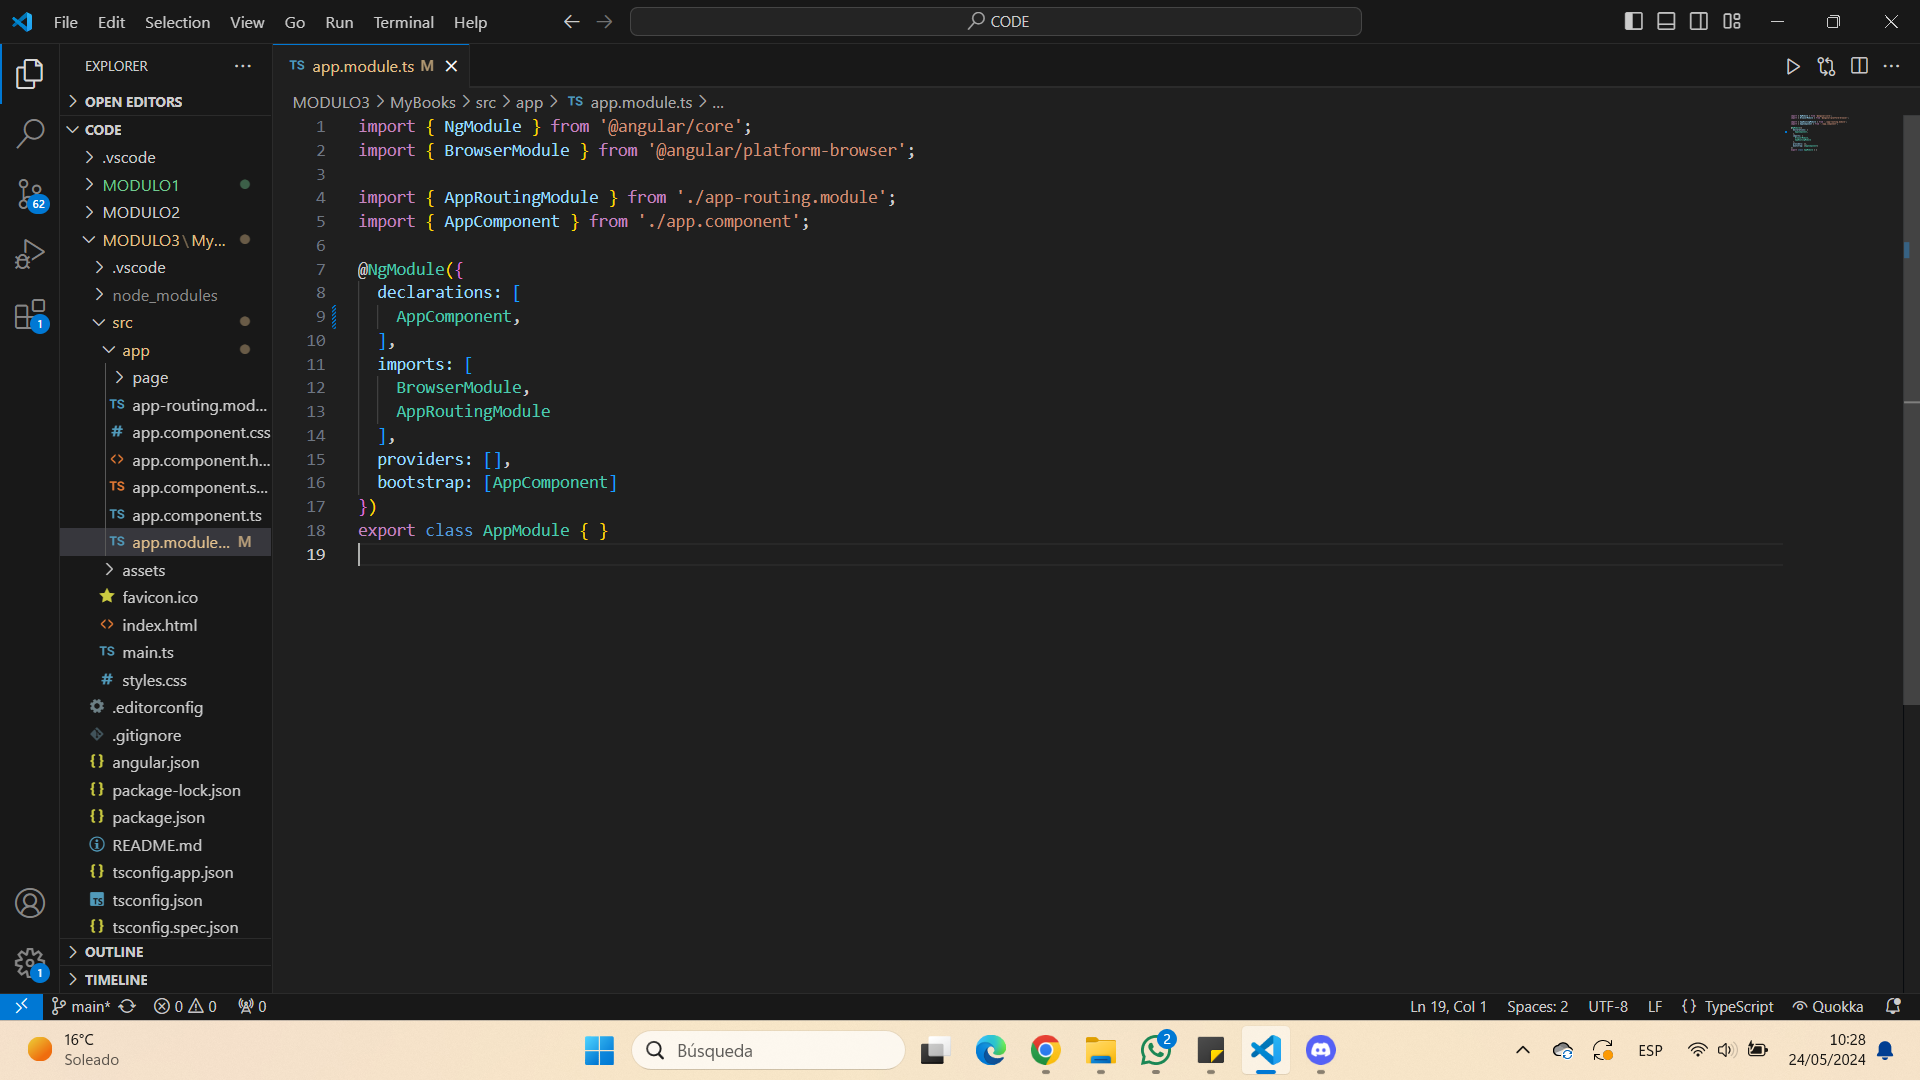 File Edit Selection View Go Run Terminal Help
CODE
EXPLORER
OPEN EDITORS
CODE
.vscode
MODULO1
MODULO2
MODULO3\My...
.vscode
node_modules
src
app
page
TS app-routing.mod...
# app.component.css
<> app.component.h...
TS app.component.s...
TS app.component.ts
TS app.module... M
assets
favicon.ico
<> index.html
TS main.ts
# styles.css
.editorconfig
.gitignore
{} angular.json
{} package-lock.json
{} package.json
README.md
{} tsconfig.app.json
TS tsconfig.json
{} tsconfig.spec.json
OUTLINE
TIMELINE
62
1
1
TS app.module.ts M
MODULO3 > MyBooks > src > app > TS app.module.ts > ...
1 import { NgModule } from '@angular/core';
2 import { BrowserModule } from '@angular/platform-browser';
3
4 import { AppRoutingModule } from './app-routing.module';
5 import { AppComponent } from './app.component';
6
7 @NgModule({
8 declarations: [
9 AppComponent,
10 ],
11 imports: [
12 BrowserModule,
13 AppRoutingModule
14 ],
15 providers: [],
16 bootstrap: [AppComponent]
17 })
18 export class AppModule { }
19
main* 0 0 0
Ln 19, Col 1 Spaces: 2 UTF-8 LF {} TypeScript Quokka
16°C
Soleado
Búsqueda
2
ESP
10:28
24/05/2024